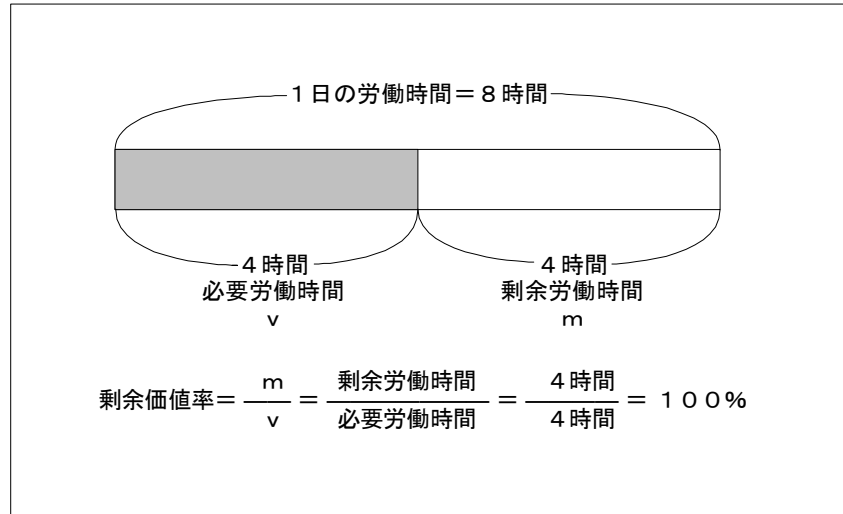 １日の労働時間＝８時間
４時間　４時間
必要労働時間　剰余労働時間
ｖ　ｍ
剰余価値率＝ｍ/ｖ＝剰余労働時間/必要労働時間＝４時間/４時間＝１００%